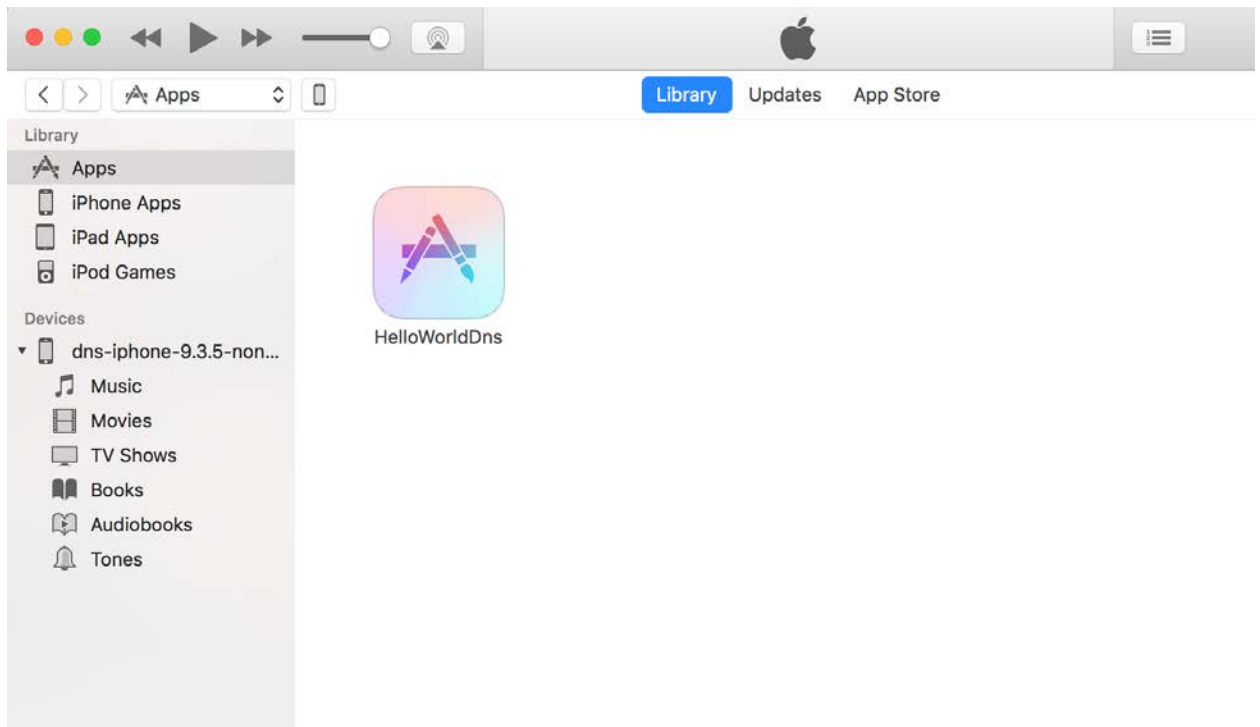 Apps
Library Updates App Store
Library
Apps
iPhone Apps
iPad Apps
iPod Games
Devices
dns-iphone-9.3.5-non...
Music
Movies
TV Shows
Books
Audiobooks
Tones
HelloWorldDns